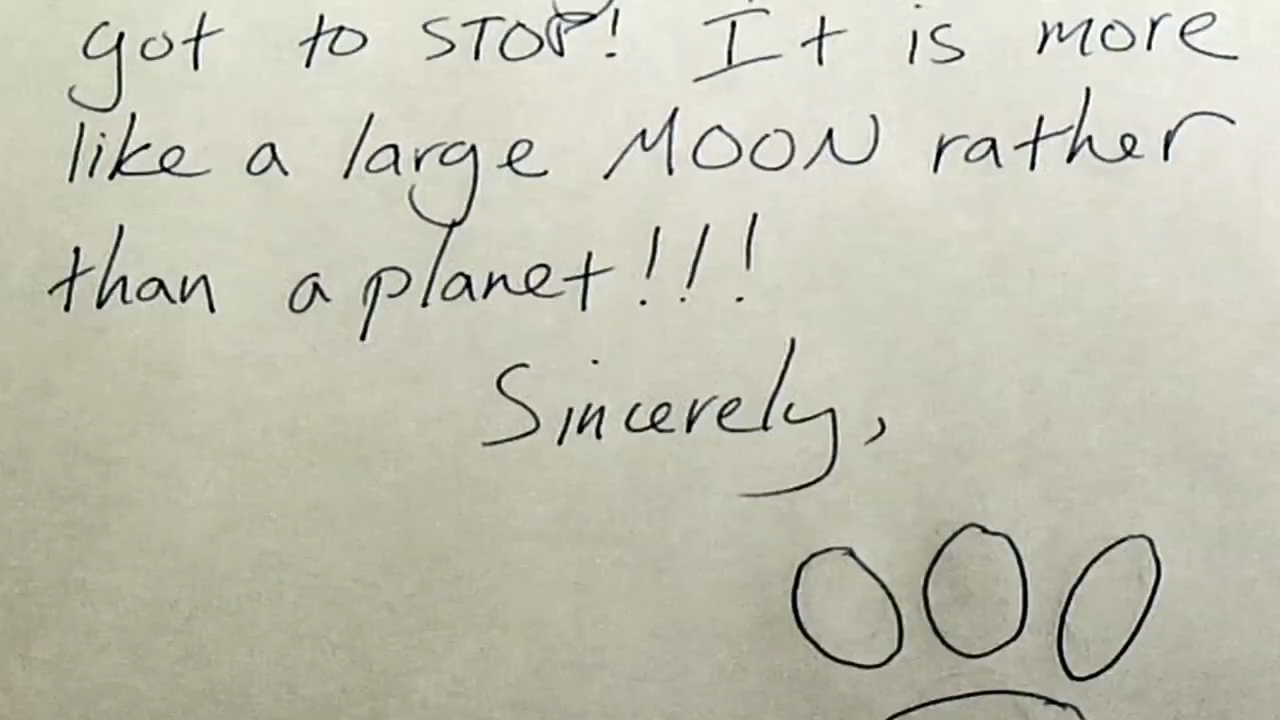 got to STOP! It is more
like a large MOON rather
than a planet!!!
Sincerely,